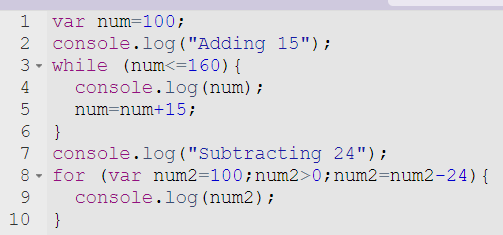 1 var num=100;
2 console.log("Adding 15");
3 while (num<=160){
4   console.log(num);
5   num=num+15;
6 }
7 console.log("Subtracting 24");
8 for (var num2=100;num2>0;num2=num2-24){
9   console.log(num2);
10 }